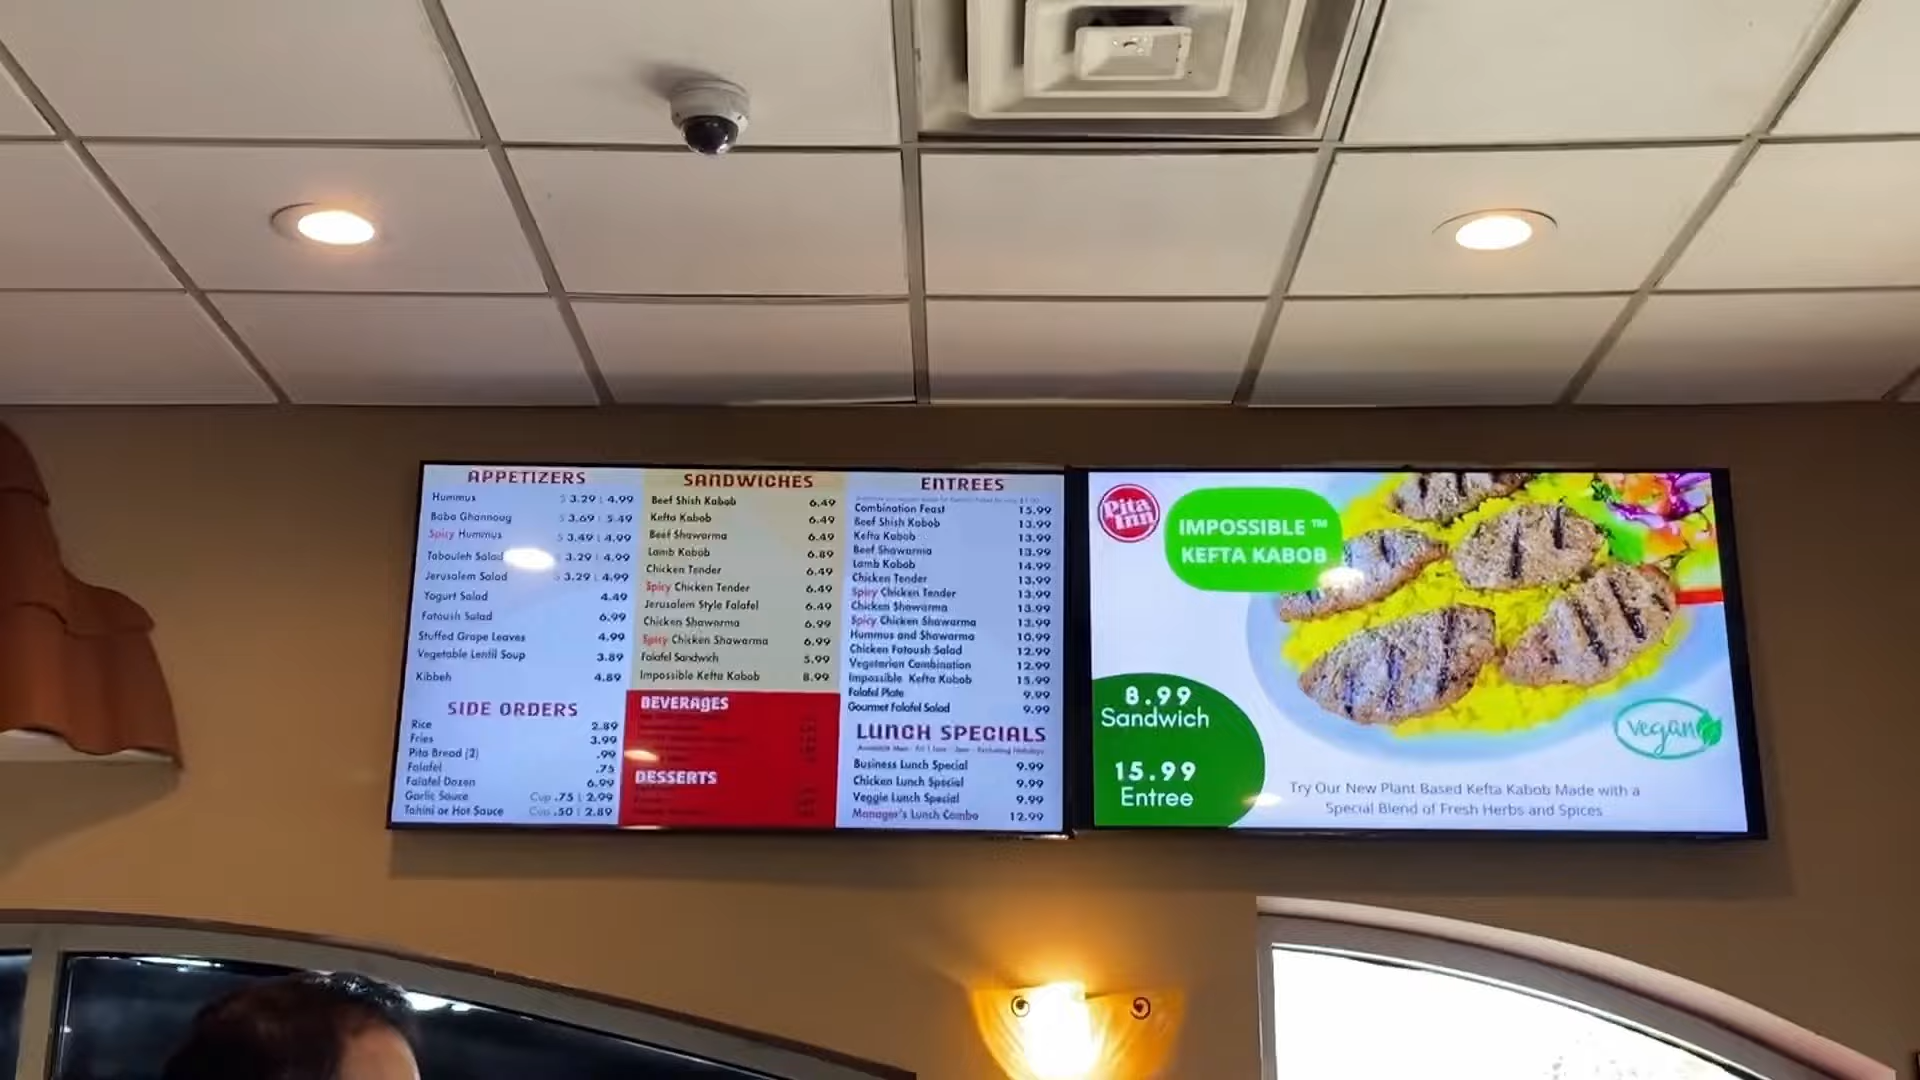 APPETIZERS
Hummus $ 3.29 | 4.99
Baba Ghannoug $ 3.69 | 5.49
Spicy Hummus $ 3.49 | 4.99
Tabouleh Salad 3.29 | 4.99
Jerusalem Salad $ 3.29 | 4.99
Yogurt Salad 4.49
Fatoush Salad 6.99
Stuffed Grape Leaves 4.99
Vegetable Lentil Soup 3.89
Kibbeh 4.89
SIDE ORDERS
Rice 2.89
Fries 3.99
Pita Bread (2) .99
Falafel .75
Falafel Dozen 6.99
Garlic Sauce Cup .75 | 2.99
Tahini or Hot Sauce Cup .50 | 2.89
SANDWICHES
Beef Shish Kabob 6.49
Kefta Kabob 6.49
Beef Shawarma 6.49
Lamb Kabob 6.89
Chicken Tender 6.49
Spicy Chicken Tender 6.49
Jerusalem Style Falafel 6.49
Chicken Shawarma 6.99
Spicy Chicken Shawarma 6.99
Falafel Sandwich 5.99
Impossible Kefta Kabob 8.99
BEVERAGES
DESSERTS
ENTREES
Combination Feast 15.99
Beef Shish Kabob 13.99
Kefta Kabob 13.99
Beef Shawarma 13.99
Lamb Kabob 14.99
Chicken Tender 13.99
Spicy Chicken Tender 13.99
Chicken Shawarma 13.99
Spicy Chicken Shawarma 13.99
Hummus and Shawarma
Chicken Fatoush Salad 12.99
Vegetarian Combination 12.99
Impossible Kefta Kabob 15.99
Falafel Plate 9.99
Gourmet Falafel Salad 9.99
LUNCH SPECIALS
Business Lunch Special 9.99
Chicken Lunch Special 9.99
Veggie Lunch Special 9.99
Manager's Lunch Combo 12.99
Pita
Inn
IMPOSSIBLE ™
KEFTA KABOB
8.99
Sandwich
15.99
Entree
vegan
Try Our New Plant Based Kefta Kabob Made with a
Special Blend of Fresh Herbs and Spices